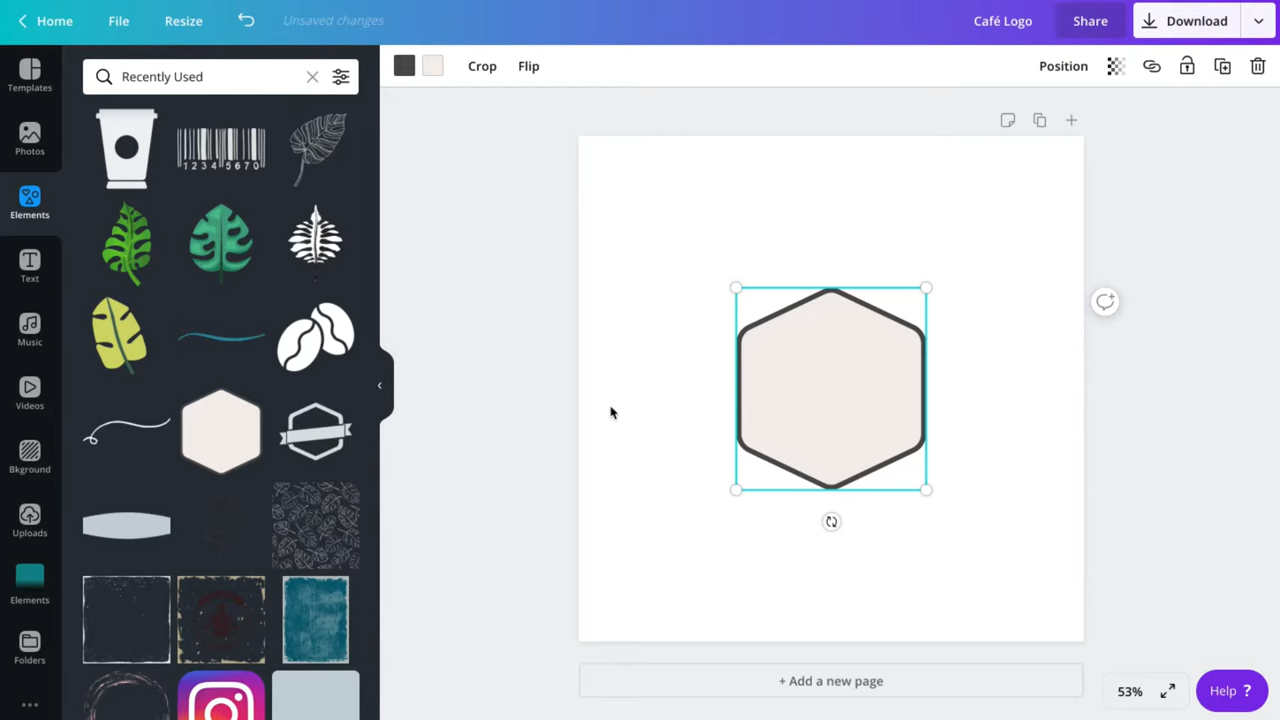 Home File Resize Unsaved changes Café Logo Share Download
Templates
Photos
Elements
Text
Music
Videos
Bkground
Uploads
Elements
Folders
Recently Used
1 2 3 4 5 6 7 0
Crop Flip Position
+ Add a new page
53% Help ?